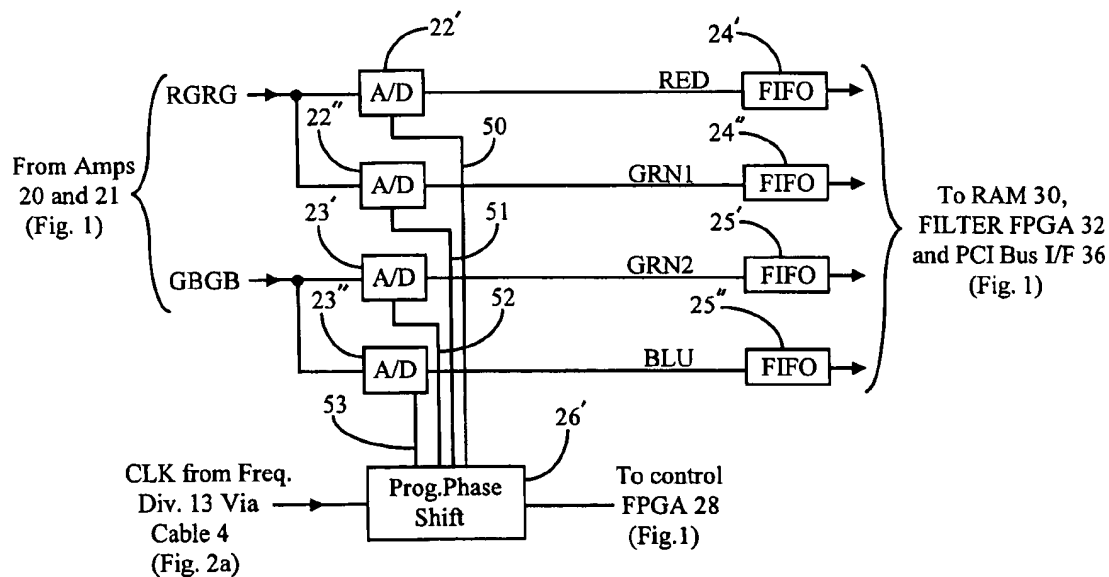 22′
24′
RGRG
A/D
RED
FIFO
22″
50
24″
From Amps
20 and 21
(Fig. 1)
A/D
GRN1
FIFO
To RAM 30,
FILTER FPGA 32
and PCI Bus I/F 36
(Fig. 1)
23′
51
25′
GBGB
A/D
GRN2
FIFO
23″
52
25″
A/D
BLU
FIFO
53
26′
CLK from Freq.
Div. 13 Via
Cable 4
(Fig. 2a)
Prog.Phase
Shift
To control
FPGA 28
(Fig.1)